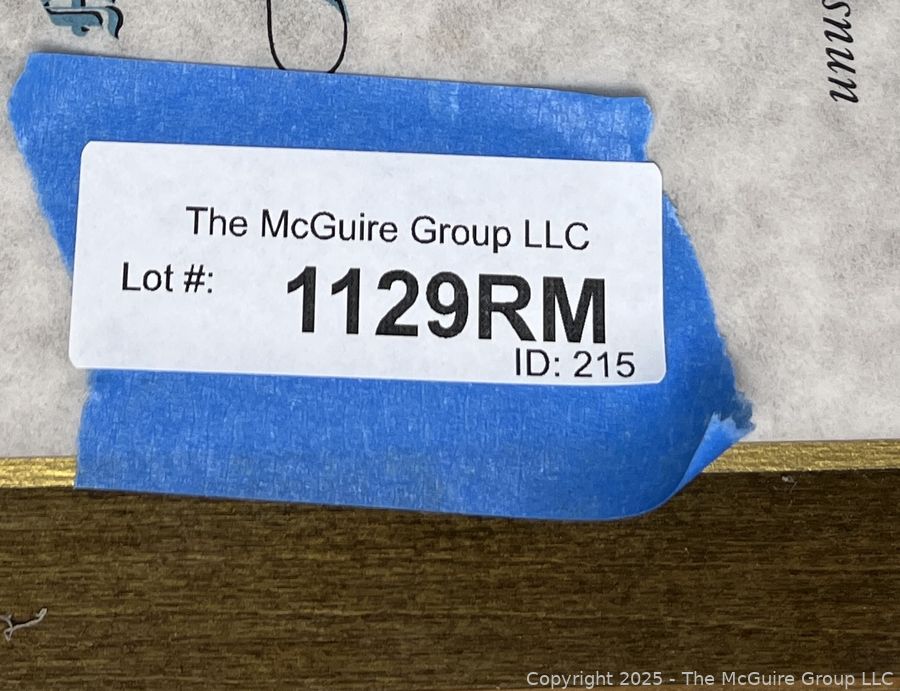 The McGuire Group LLC
Lot #: 1129RM
ID: 215
Copyright 2025 - The McGuire Group LLC